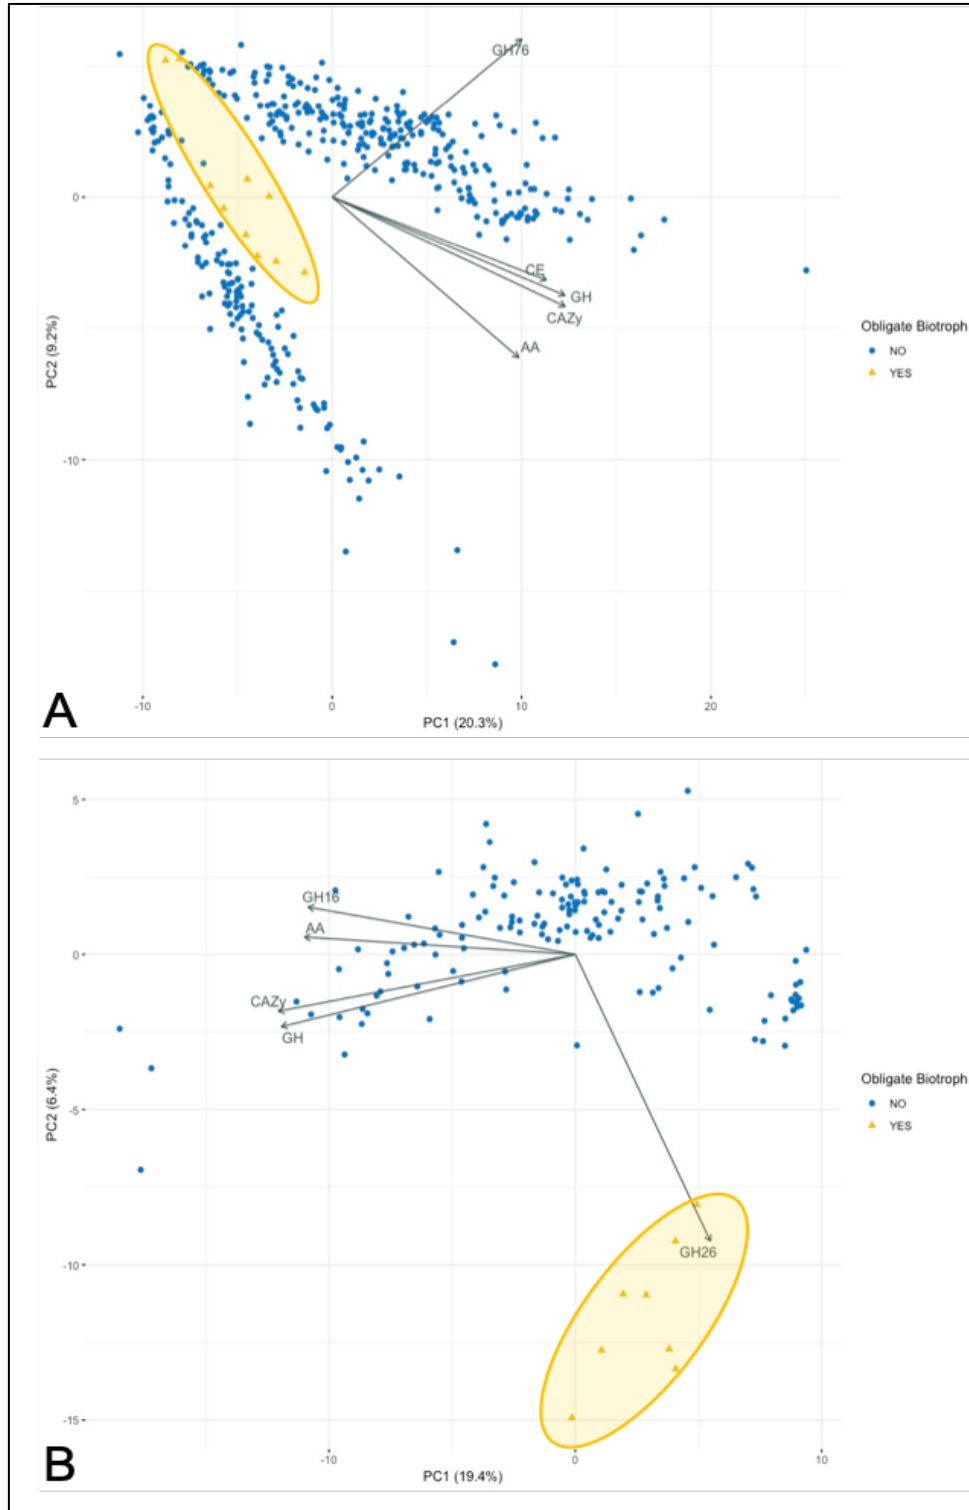 GH76
0
CE
GH
CAZy
AA
PC2 (9.2%)
-10
Obligate Biotroph
NO
YES
-10
0
10
20
PC1 (20.3%)
A
5
GH16
AA
0
CAZy
GH
PC2 (6.4%)
-5
Obligate Biotroph
NO
YES
GH26
-10
-15
-10
0
10
PC1 (19.4%)
B